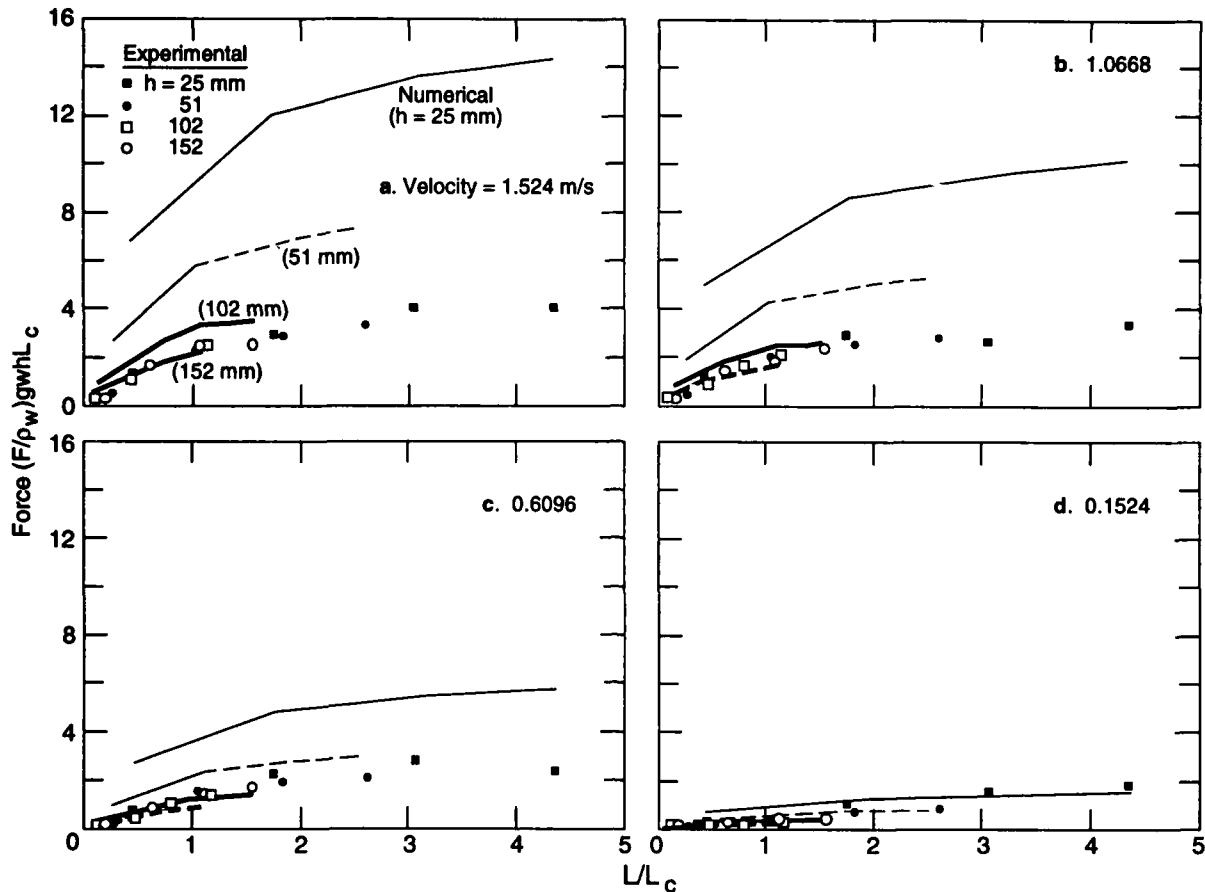 16
12
8
4
0
Experimental
■ h = 25 mm
● 51
□ 102
○ 152
Numerical
(h = 25 mm)
a. Velocity = 1.524 m/s
(51 mm)
(102 mm)
(152 mm)
b. 1.0668
16
12
8
4
0
c. 0.6096
d. 0.1524
0 1 2 3 4 5
0 1 2 3 4 5
Force (F/ρw)gwhLc
L/Lc